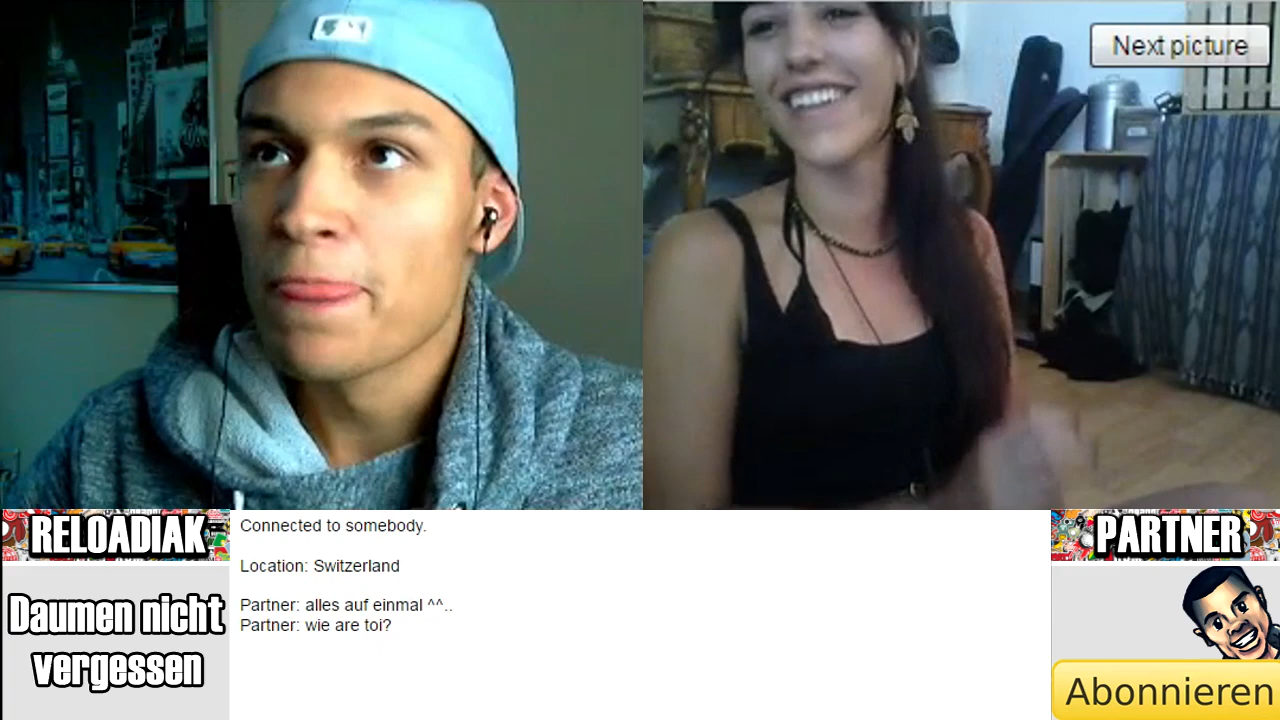 Next picture
RELOADIAK
Daumen nicht
vergessen
Connected to somebody.
Location: Switzerland
Partner: alles auf einmal ^^..
Partner: wie are toi?
PARTNER
Abonnieren